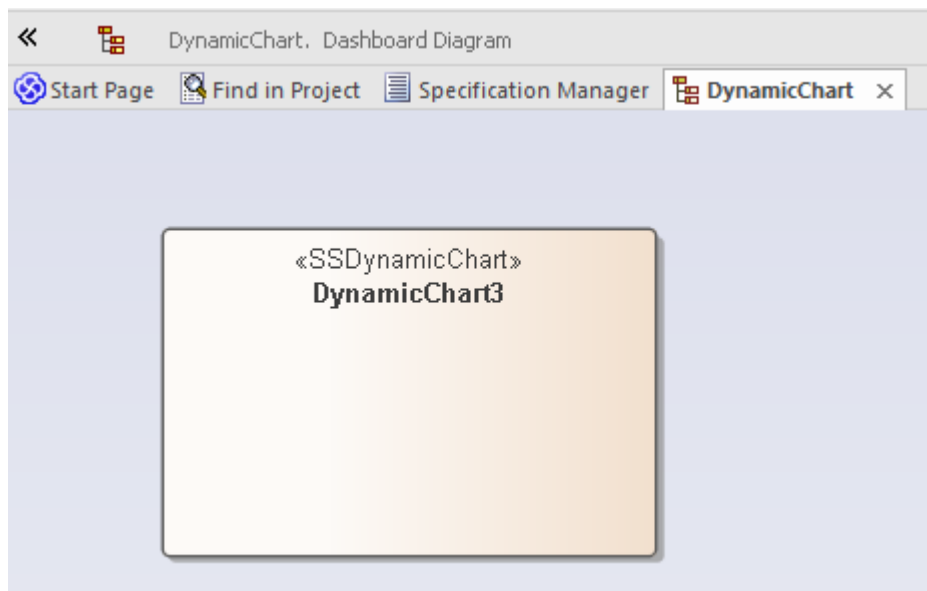 DynamicChart. Dashboard Diagram
Start Page Find in Project Specification Manager DynamicChart
«SSDynamicChart»
DynamicChart3